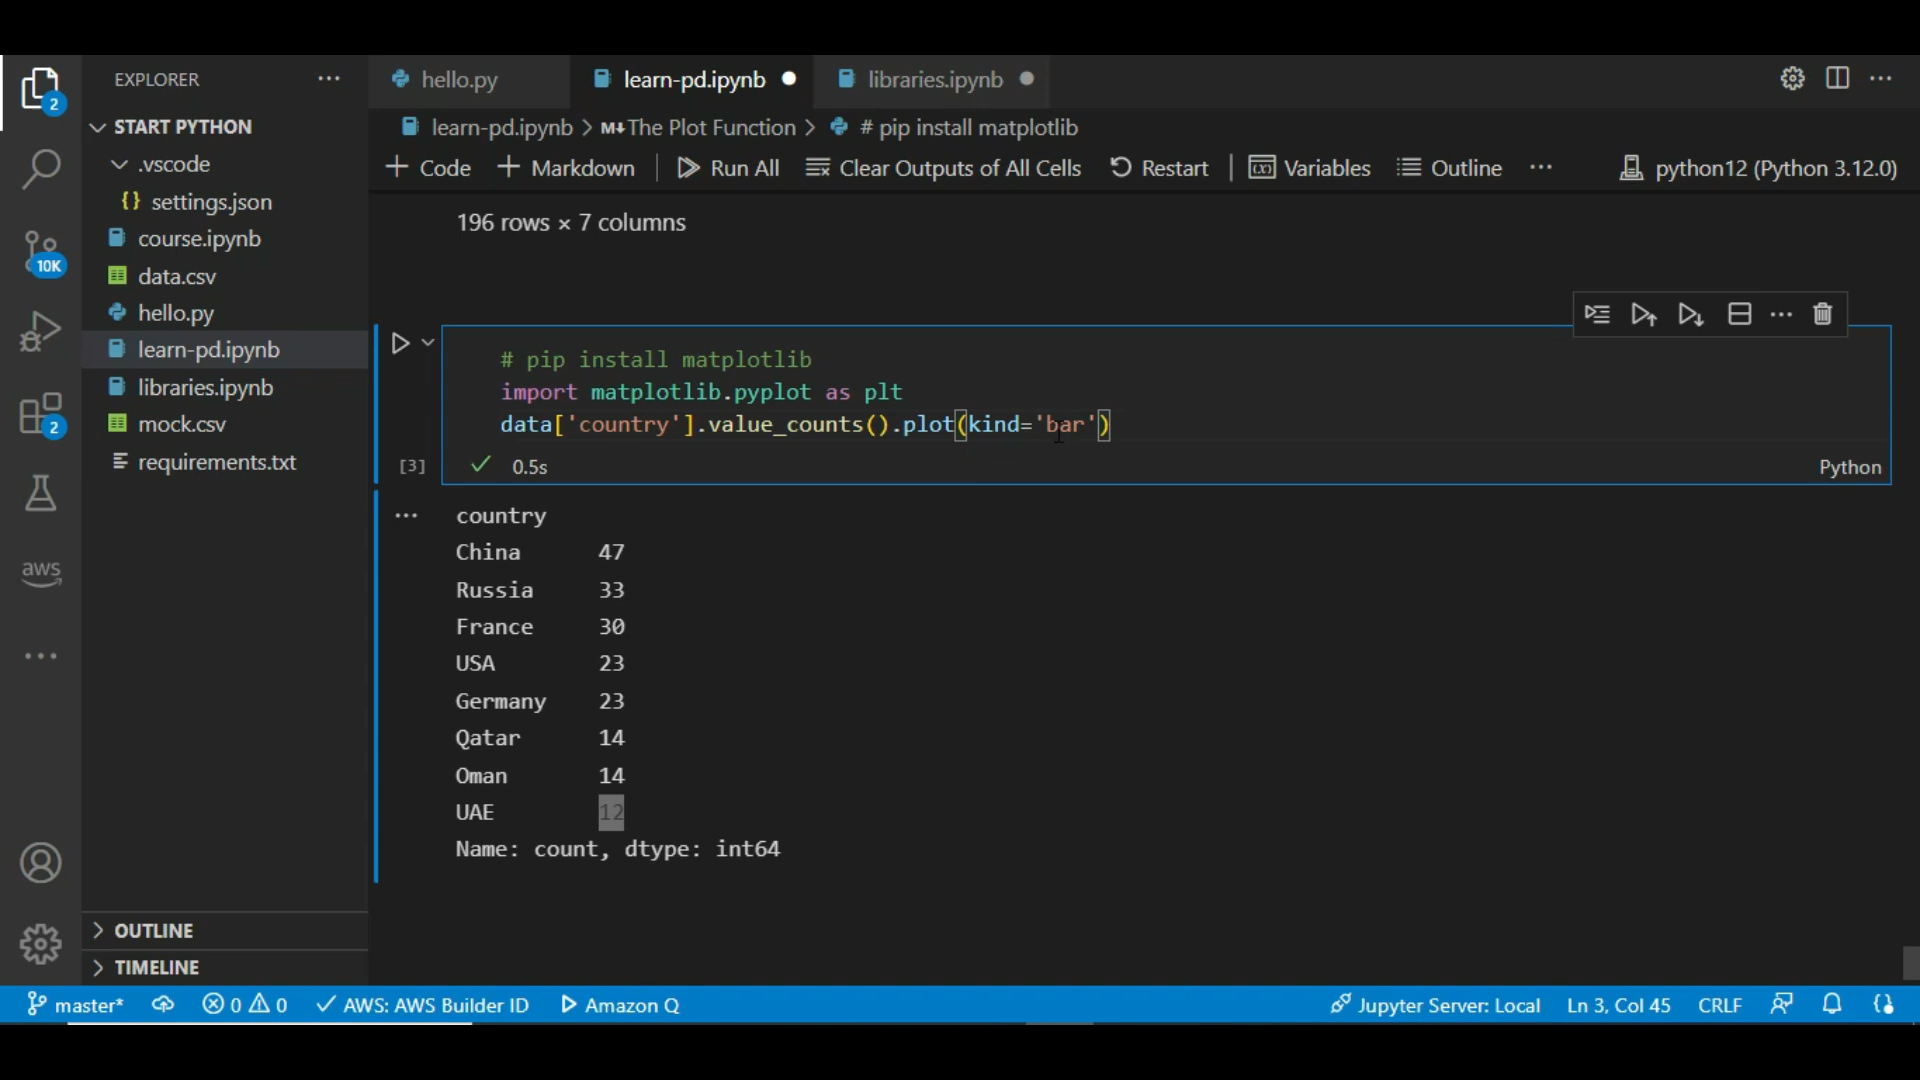 EXPLORER
START PYTHON
.vscode
{} settings.json
course.ipynb
data.csv
hello.py
learn-pd.ipynb
libraries.ipynb
mock.csv
requirements.txt
OUTLINE
TIMELINE
2
10K
2
aws
hello.py
learn-pd.ipynb
libraries.ipynb
learn-pd.ipynb > M↓The Plot Function > # pip install matplotlib
+ Code + Markdown | Run All Clear Outputs of All Cells Restart | Variables Outline ... python12 (Python 3.12.0)
196 rows × 7 columns
# pip install matplotlib
import matplotlib.pyplot as plt
data['country'].value_counts().plot(kind='bar')
[3] 0.5s Python
country
China 47
Russia 33
France 30
USA 23
Germany 23
Qatar 14
Oman 14
UAE 12
Name: count, dtype: int64
master* 0 0 AWS: AWS Builder ID Amazon Q Jupyter Server: Local Ln 3, Col 45 CRLF